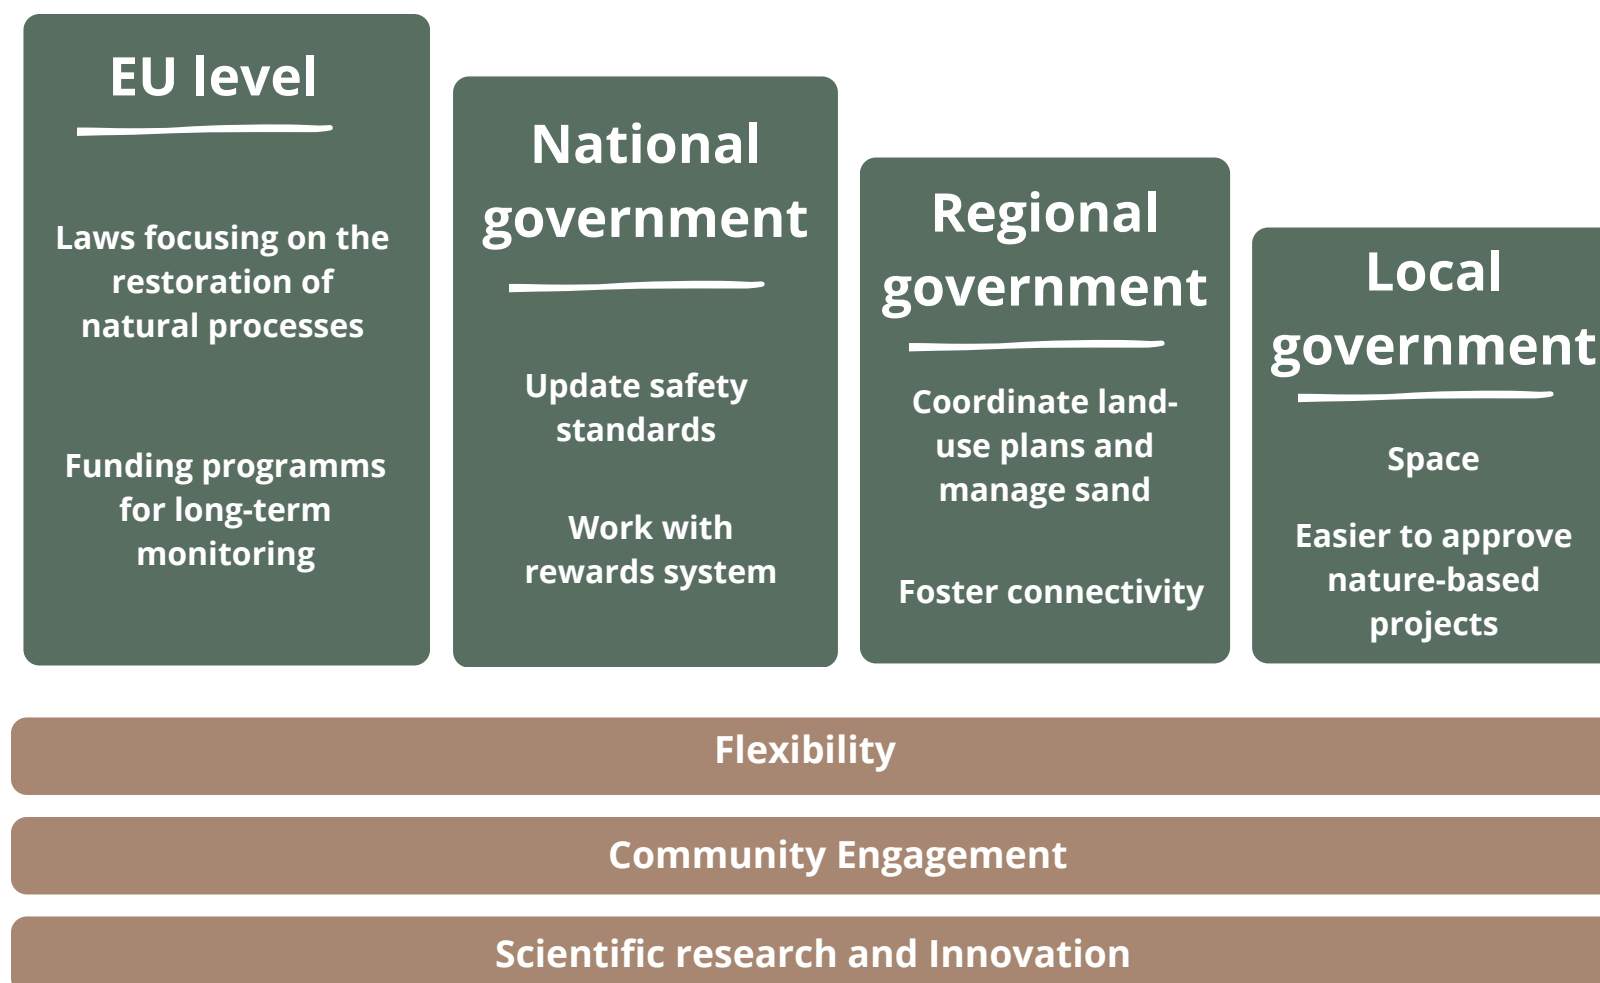 EU level
Laws focusing on the
restoration of
natural processes
Funding programms
for long-term
monitoring
National
government
Update safety
standards
Work with
rewards system
Regional
government
Coordinate land-
use plans and
manage sand
Foster connectivity
Local
government
Space
Easier to approve
nature-based
projects
Flexibility
Community Engagement
Scientific research and Innovation